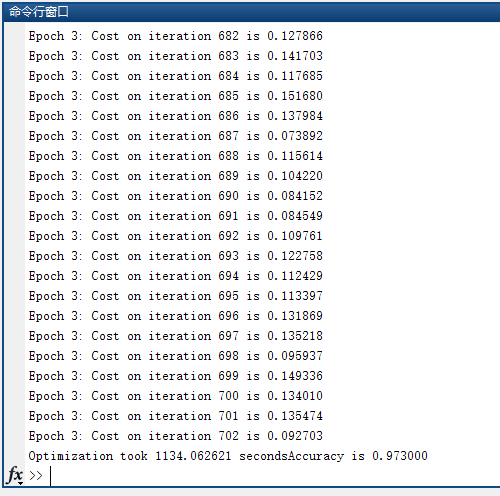 命令行窗口
Epoch 3: Cost on iteration 682 is 0.127866
Epoch 3: Cost on iteration 683 is 0.141703
Epoch 3: Cost on iteration 684 is 0.117685
Epoch 3: Cost on iteration 685 is 0.151680
Epoch 3: Cost on iteration 686 is 0.137984
Epoch 3: Cost on iteration 687 is 0.073892
Epoch 3: Cost on iteration 688 is 0.115614
Epoch 3: Cost on iteration 689 is 0.104220
Epoch 3: Cost on iteration 690 is 0.084152
Epoch 3: Cost on iteration 691 is 0.084549
Epoch 3: Cost on iteration 692 is 0.109761
Epoch 3: Cost on iteration 693 is 0.122758
Epoch 3: Cost on iteration 694 is 0.112429
Epoch 3: Cost on iteration 695 is 0.113397
Epoch 3: Cost on iteration 696 is 0.131869
Epoch 3: Cost on iteration 697 is 0.135218
Epoch 3: Cost on iteration 698 is 0.095937
Epoch 3: Cost on iteration 699 is 0.149336
Epoch 3: Cost on iteration 700 is 0.134010
Epoch 3: Cost on iteration 701 is 0.135474
Epoch 3: Cost on iteration 702 is 0.092703
Optimization took 1134.062621 secondsAccuracy is 0.973000
fx >>